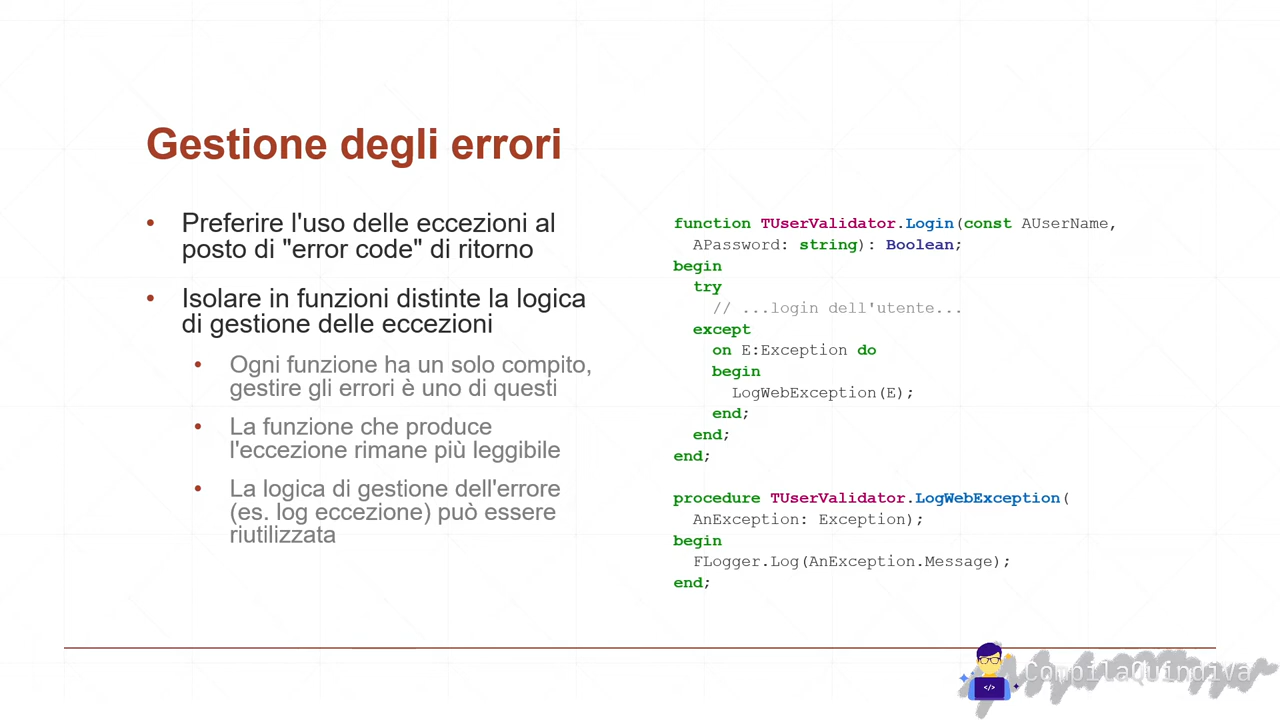 Gestione degli errori
• Preferire l'uso delle eccezioni al
posto di "error code" di ritorno
• Isolare in funzioni distinte la logica
di gestione delle eccezioni
• Ogni funzione ha un solo compito,
gestire gli errori è uno di questi
• La funzione che produce
l'eccezione rimane più leggibile
• La logica di gestione dell'errore
(es. log eccezione) può essere
riutilizzata
function TUserValidator.Login(const AUserName,
  APassword: string): Boolean;
begin
  try
    // ...login dell'utente...
  except
    on E:Exception do
    begin
      LogWebException(E);
    end;
  end;
end;
procedure TUserValidator.LogWebException(
  AnException: Exception);
begin
  FLogger.Log(AnException.Message);
end;
</> CompilaQuindiVa